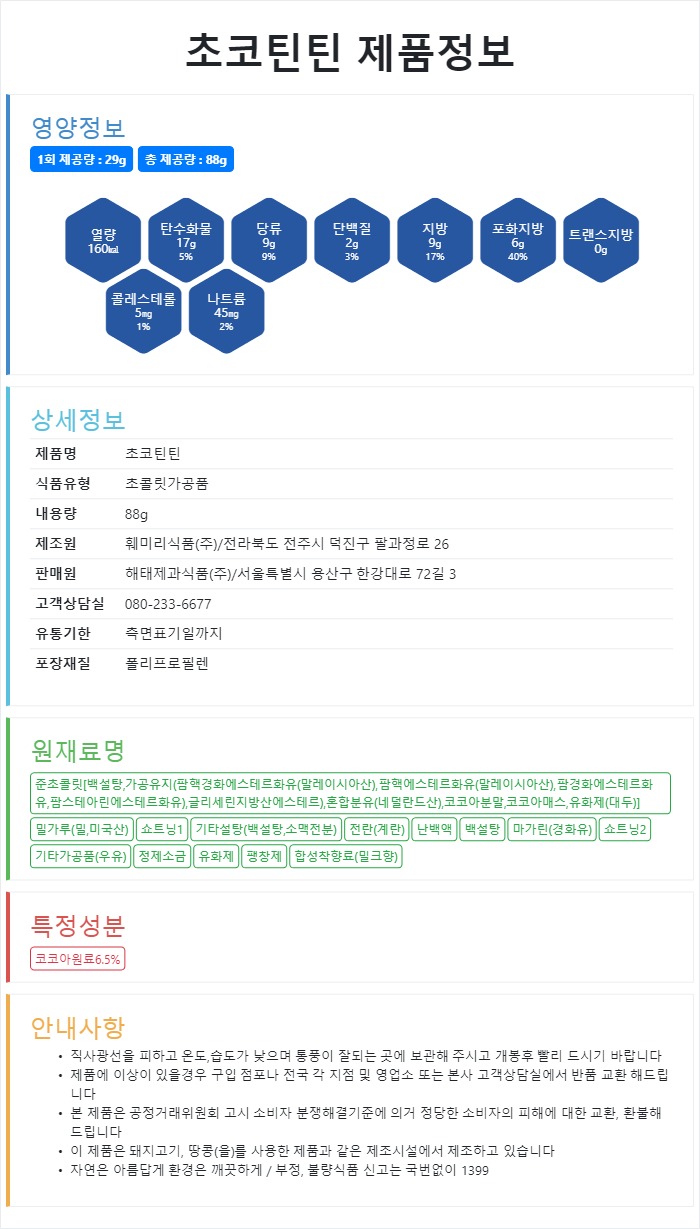 초코틴틴 제품정보
영양정보
1회 제공량 : 29g 총 제공량 : 88g
열량
160㎉
탄수화물
17g
5%
당류
9g
9%
단백질
2g
3%
지방
9g
17%
포화지방
6g
40%
트랜스지방
0g
콜레스테롤
5㎎
1%
나트륨
45㎎
2%
상세정보
제품명 초코틴틴
식품유형 초콜릿가공품
내용량 88g
제조원 훼미리식품(주)/전라북도 전주시 덕진구 팔과정로 26
판매원 해태제과식품(주)/서울특별시 용산구 한강대로 72길 3
고객상담실 080-233-6677
유통기한 측면표기일까지
포장재질 폴리프로필렌
원재료명
준초콜릿[백설탕,가공유지(팜핵경화에스테르화유(말레이시아산),팜핵에스테르화유(말레이시아산),팜경화에스테르화
유,팜스테아린에스테르화유),글리세린지방산에스테르),혼합분유(네덜란드산),코코아분말,코코아매스,유화제(대두)]
밀가루(밀,미국산) 쇼트닝1 기타설탕(백설탕,소맥전분) 전란(계란) 난백액 백설탕 마가린(경화유) 쇼트닝2
기타가공품(우유) 정제소금 유화제 팽창제 합성착향료(밀크향)
특정성분
코코아원료6.5%
안내사항
• 직사광선을 피하고 온도,습도가 낮으며 통풍이 잘되는 곳에 보관해 주시고 개봉후 빨리 드시기 바랍니다
• 제품에 이상이 있을경우 구입 점포나 전국 각 지점 및 영업소 또는 본사 고객상담실에서 반품 교환 해드립
니다
• 본 제품은 공정거래위원회 고시 소비자 분쟁해결기준에 의거 정당한 소비자의 피해에 대한 교환, 환불해
드립니다
• 이 제품은 돼지고기, 땅콩(을)를 사용한 제품과 같은 제조시설에서 제조하고 있습니다
• 자연은 아름답게 환경은 깨끗하게 / 부정, 불량식품 신고는 국번없이 1399